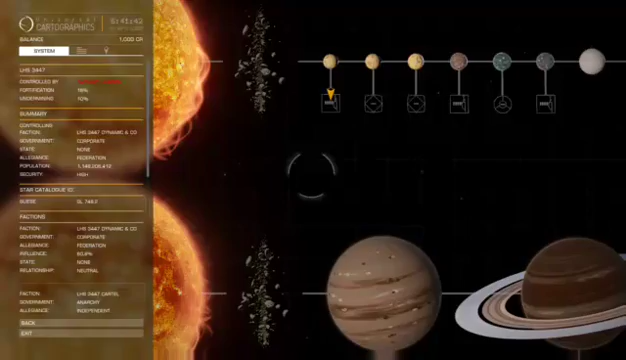 Universal
CARTOGRAPHICS
BALANCE 1,000 CR
SYSTEM
LHS 3447
CONTROLLED BY
FORTIFICATION
UNDERMINING
SUMMARY
CONTROLLING
FACTION: LHS 3447 DYNAMIC & CO
GOVERNMENT: CORPORATE
STATE: NONE
ALLEGIANCE: FEDERATION
POPULATION:
SECURITY: HIGH
STAR CATALOGUE ID
GLIESE
FACTIONS
FACTION: LHS 3447 DYNAMIC & CO
GOVERNMENT: CORPORATE
ALLEGIANCE: FEDERATION
INFLUENCE:
STATE: NONE
RELATIONSHIP: NEUTRAL
FACTION: LHS 3447 CARTEL
GOVERNMENT: ANARCHY
ALLEGIANCE: INDEPENDENT
BACK
EXIT